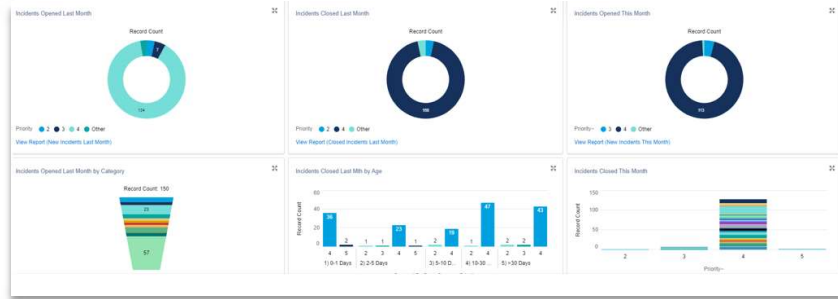 Incidents Opened Last Month
Record Count
7
134
Priority 2 3 4 Other
View Report (New Incidents Last Month)
Incidents Closed Last Month
Record Count
Priority 2 4 Other
View Report (Closed Incidents Last Month)
Incidents Opened This Month
Record Count
Priority~ 3 4 Other
View Report (New Incidents This Month)
Incidents Opened Last Month by Category
Record Count 150
23
57
Incidents Closed Last Mth by Age
Record Count
60
40
20
0
36 2 1 1 23 1 2 18 2 47 2 2 43
4 5 2 3 4 5 2 4 3 4 2 3 4
1) 0-1 Days 2) 2-5 Days 3) 5-10 D... 4) 10-30 ... 5) >30 Days
Incidents Closed This Month
Record Count
150
100
50
0
2 3 4 5
Priority~